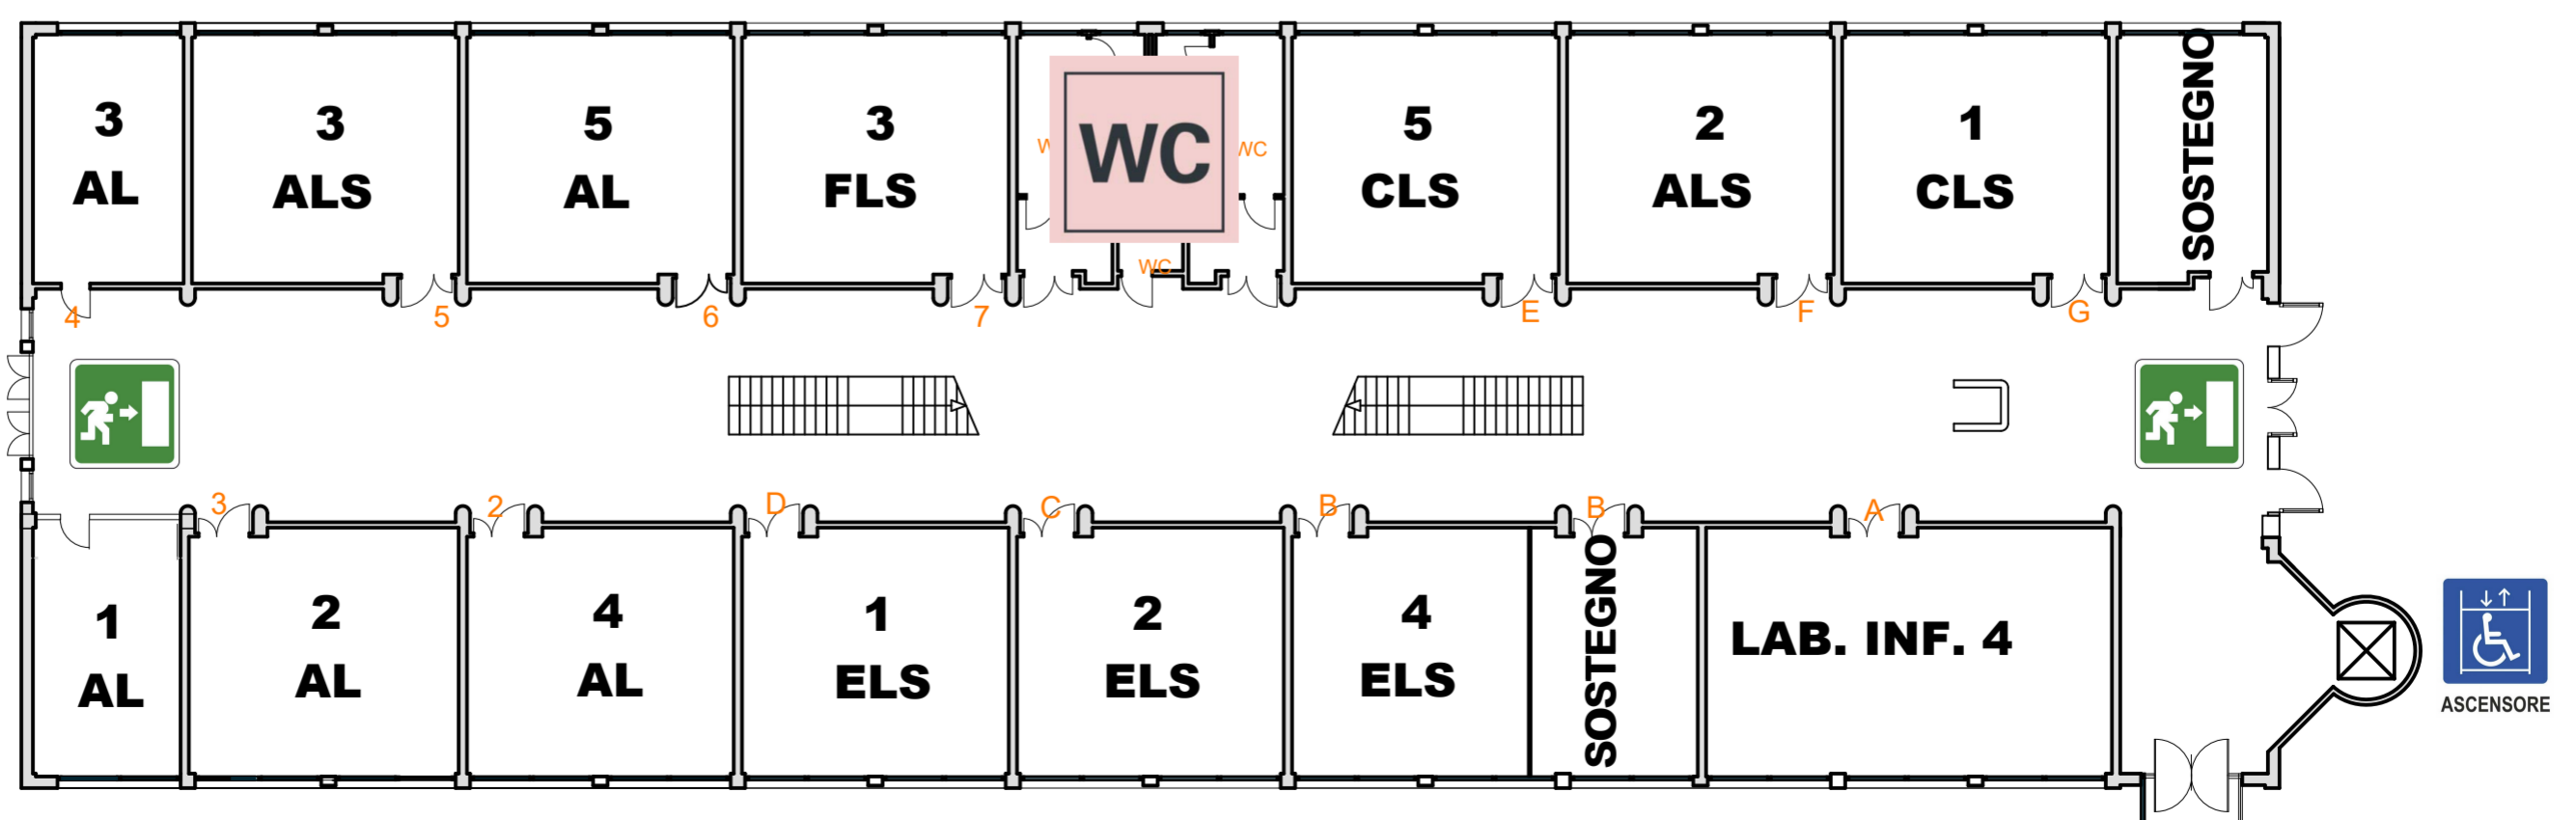 3
AL
3
ALS
5
AL
3
FLS
WC
WC
WC
5
CLS
2
ALS
1
CLS
SOSTEGNO
4
5
6
7
E
F
G
3
2
D
C
B
B
A
1
AL
2
AL
4
AL
1
ELS
2
ELS
4
ELS
SOSTEGNO
LAB. INF. 4
ASCENSORE